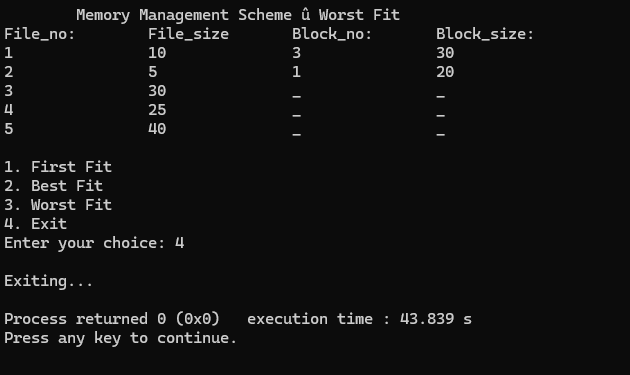 Memory Management Scheme û Worst Fit
File_no: File_size Block_no: Block_size:
1 10 3 30
2 5 1 20
3 30 _ _
4 25 _ _
5 40 _ _
1. First Fit
2. Best Fit
3. Worst Fit
4. Exit
Enter your choice: 4
Exiting...
Process returned 0 (0x0) execution time : 43.839 s
Press any key to continue.